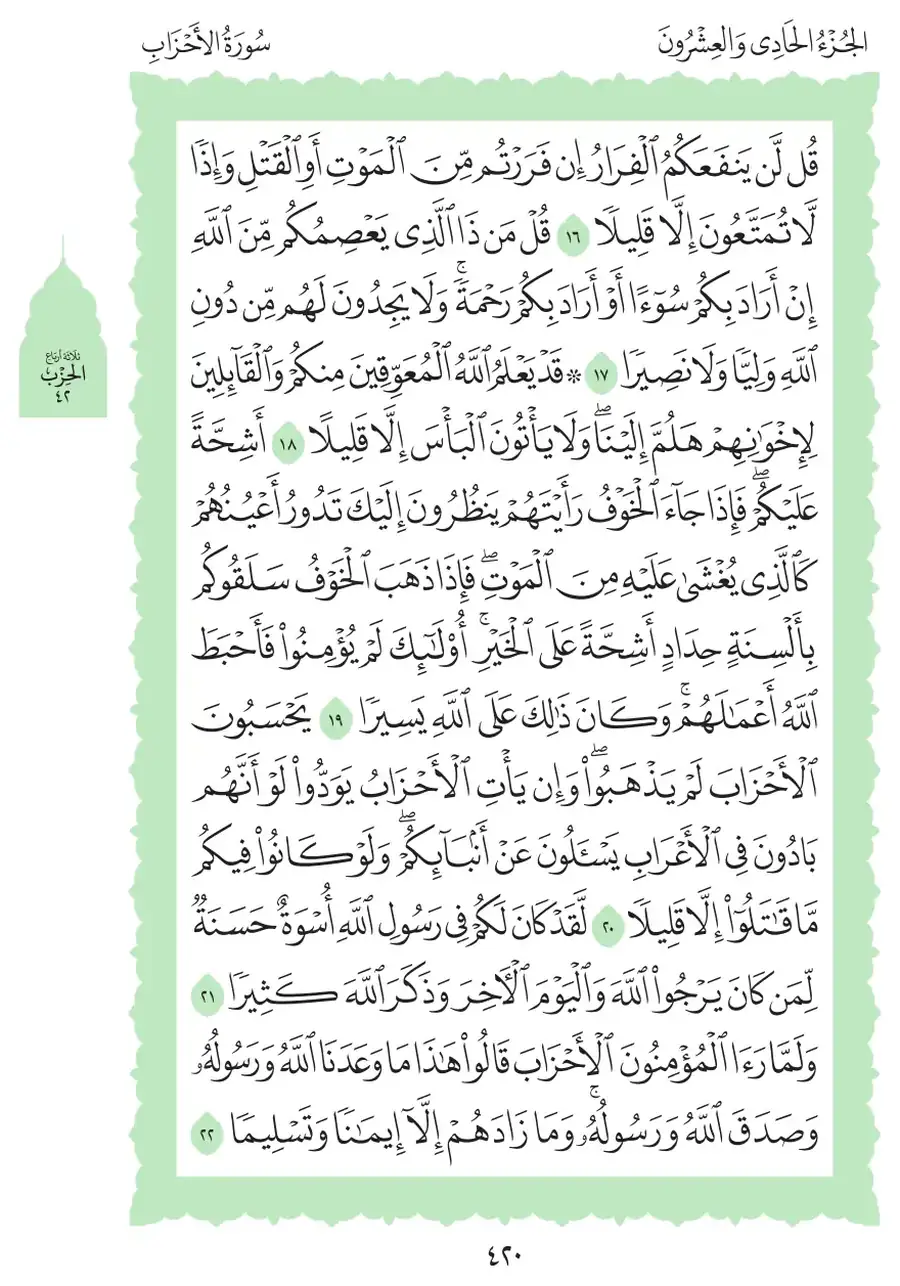 الجُزْءُ الحَادِى وَالعِشْرُونَ
سُورَةُ الأَحْزَابِ
قُل لَّن يَنفَعَكُمُ ٱلْفِرَارُ إِن فَرَرْتُم مِّنَ ٱلْمَوْتِ أَوِ ٱلْقَتْلِ وَإِذًا
لَّا تُمَتَّعُونَ إِلَّا قَلِيلًا ١٦ قُلْ مَن ذَا ٱلَّذِى يَعْصِمُكُم مِّنَ ٱللَّهِ
إِنْ أَرَادَ بِكُمْ سُوٓءًا أَوْ أَرَادَ بِكُمْ رَحْمَةًۚ وَلَا يَجِدُونَ لَهُم مِّن دُونِ
ٱللَّهِ وَلِيًّا وَلَا نَصِيرًا ١٧ * قَدْ يَعْلَمُ ٱللَّهُ ٱلْمُعَوِّقِينَ مِنكُمْ وَٱلْقَآئِلِينَ
لِإِخْوَٰنِهِمْ هَلُمَّ إِلَيْنَاۖ وَلَا يَأْتُونَ ٱلْبَأْسَ إِلَّا قَلِيلًا ١٨ أَشِحَّةً
عَلَيْكُمْۖ فَإِذَا جَآءَ ٱلْخَوْفُ رَأَيْتَهُمْ يَنظُرُونَ إِلَيْكَ تَدُورُ أَعْيُنُهُمْ
كَٱلَّذِى يُغْشَىٰ عَلَيْهِ مِنَ ٱلْمَوْتِۖ فَإِذَا ذَهَبَ ٱلْخَوْفُ سَلَقُوكُم
بِأَلْسِنَةٍ حِدَادٍ أَشِحَّةً عَلَى ٱلْخَيْرِۚ أُو۟لَٰٓئِكَ لَمْ يُؤْمِنُوا۟ فَأَحْبَطَ
ٱللَّهُ أَعْمَٰلَهُمْۚ وَكَانَ ذَٰلِكَ عَلَى ٱللَّهِ يَسِيرًا ١٩ يَحْسَبُونَ
ٱلْأَحْزَابَ لَمْ يَذْهَبُوا۟ۖ وَإِن يَأْتِ ٱلْأَحْزَابُ يَوَدُّوا۟ لَوْ أَنَّهُم
بَادُونَ فِى ٱلْأَعْرَابِ يَسْـَٔلُونَ عَنْ أَنۢبَآئِكُمْۖ وَلَوْ كَانُوا۟ فِيكُم
مَّا قَٰتَلُوٓا۟ إِلَّا قَلِيلًا ٢٠ لَّقَدْ كَانَ لَكُمْ فِى رَسُولِ ٱللَّهِ أُسْوَةٌ حَسَنَةٌ
لِّمَن كَانَ يَرْجُوا۟ ٱللَّهَ وَٱلْيَوْمَ ٱلْـَٔاخِرَ وَذَكَرَ ٱللَّهَ كَثِيرًا ٢١
وَلَمَّا رَءَا ٱلْمُؤْمِنُونَ ٱلْأَحْزَابَ قَالُوا۟ هَٰذَا مَا وَعَدَنَا ٱللَّهُ وَرَسُولُهُۥ
وَصَدَقَ ٱللَّهُ وَرَسُولُهُۥۚ وَمَا زَادَهُمْ إِلَّآ إِيمَٰنًا وَتَسْلِيمًا ٢٢
ثلاثة أرباع
الحِزْب
٤٢
٤٢٠